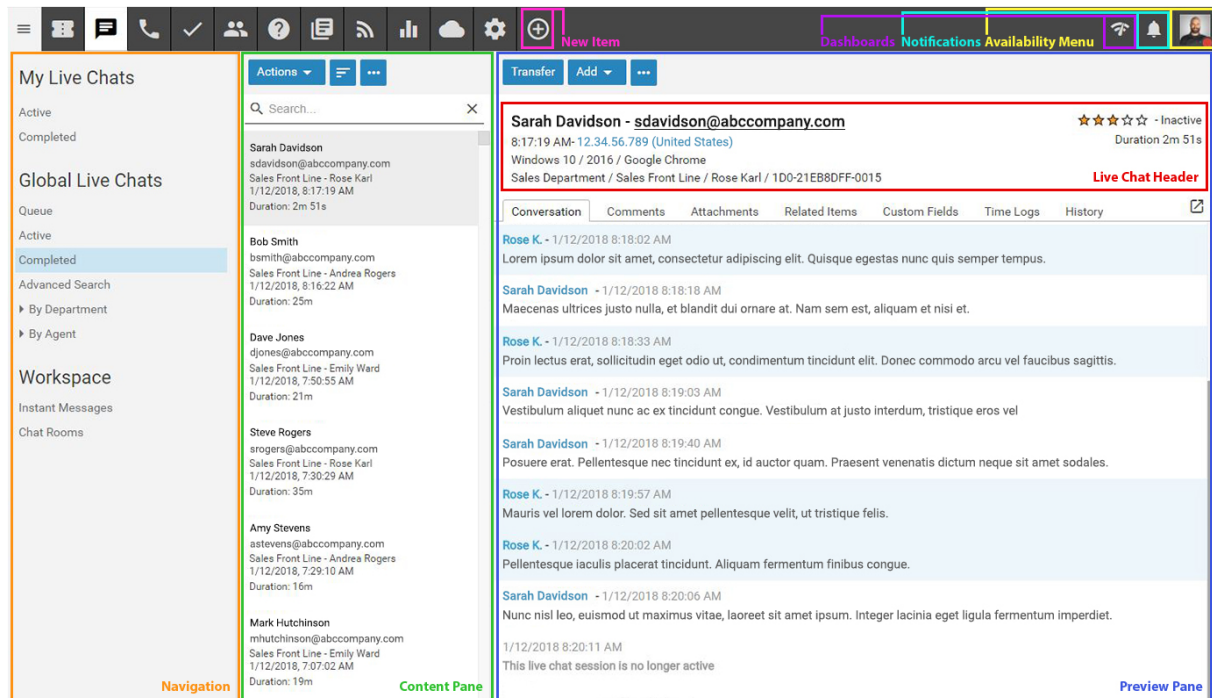 New Item
Dashboards
Notifications
Availability Menu
My Live Chats
Active
Completed
Global Live Chats
Queue
Active
Completed
Advanced Search
By Department
By Agent
Workspace
Instant Messages
Chat Rooms
Navigation
Actions
Search...
Sarah Davidson
sdavidson@abccompany.com
Sales Front Line - Rose Karl
1/12/2018, 8:17:19 AM
Duration: 2m 51s
Bob Smith
bsmith@abccompany.com
Sales Front Line - Andrea Rogers
1/12/2018, 8:16:22 AM
Duration: 25m
Dave Jones
djones@abccompany.com
Sales Front Line - Emily Ward
1/12/2018, 7:50:55 AM
Duration: 21m
Steve Rogers
srogers@abccompany.com
Sales Front Line - Rose Karl
1/12/2018, 7:30:29 AM
Duration: 35m
Amy Stevens
astevens@abccompany.com
Sales Front Line - Andrea Rogers
1/12/2018, 7:29:10 AM
Duration: 16m
Mark Hutchinson
mhutchinson@abccompany.com
Sales Front Line - Emily Ward
1/12/2018, 7:07:02 AM
Duration: 19m
Content Pane
Transfer
Add
Sarah Davidson - sdavidson@abccompany.com
- Inactive
8:17:19 AM- 12.34.56.789 (United States)
Duration 2m 51s
Windows 10 / 2016 / Google Chrome
Sales Department / Sales Front Line / Rose Karl / 1D0-21EB8DFF-0015
Live Chat Header
Conversation Comments Attachments Related Items Custom Fields Time Logs History
Rose K. - 1/12/2018 8:18:02 AM
Lorem ipsum dolor sit amet, consectetur adipiscing elit. Quisque egestas nunc quis semper tempus.
Sarah Davidson - 1/12/2018 8:18:18 AM
Maecenas ultrices justo nulla, et blandit dui ornare at. Nam sem est, aliquam et nisi et.
Rose K. - 1/12/2018 8:18:33 AM
Proin lectus erat, sollicitudin eget odio ut, condimentum tincidunt elit. Donec commodo arcu vel faucibus sagittis.
Sarah Davidson - 1/12/2018 8:19:03 AM
Vestibulum aliquet nunc ac ex tincidunt congue. Vestibulum at justo interdum, tristique eros vel
Sarah Davidson - 1/12/2018 8:19:40 AM
Posuere erat. Pellentesque nec tincidunt ex, id auctor quam. Praesent venenatis dictum neque sit amet sodales.
Rose K. - 1/12/2018 8:19:57 AM
Mauris vel lorem dolor. Sed sit amet pellentesque velit, ut tristique felis.
Rose K. - 1/12/2018 8:20:02 AM
Pellentesque iaculis placerat tincidunt. Aliquam fermentum finibus congue.
Sarah Davidson - 1/12/2018 8:20:06 AM
Nunc nisl leo, euismod ut maximus vitae, laoreet sit amet ipsum. Integer lacinia eget ligula fermentum imperdiet.
1/12/2018 8:20:11 AM
This live chat session is no longer active
Preview Pane